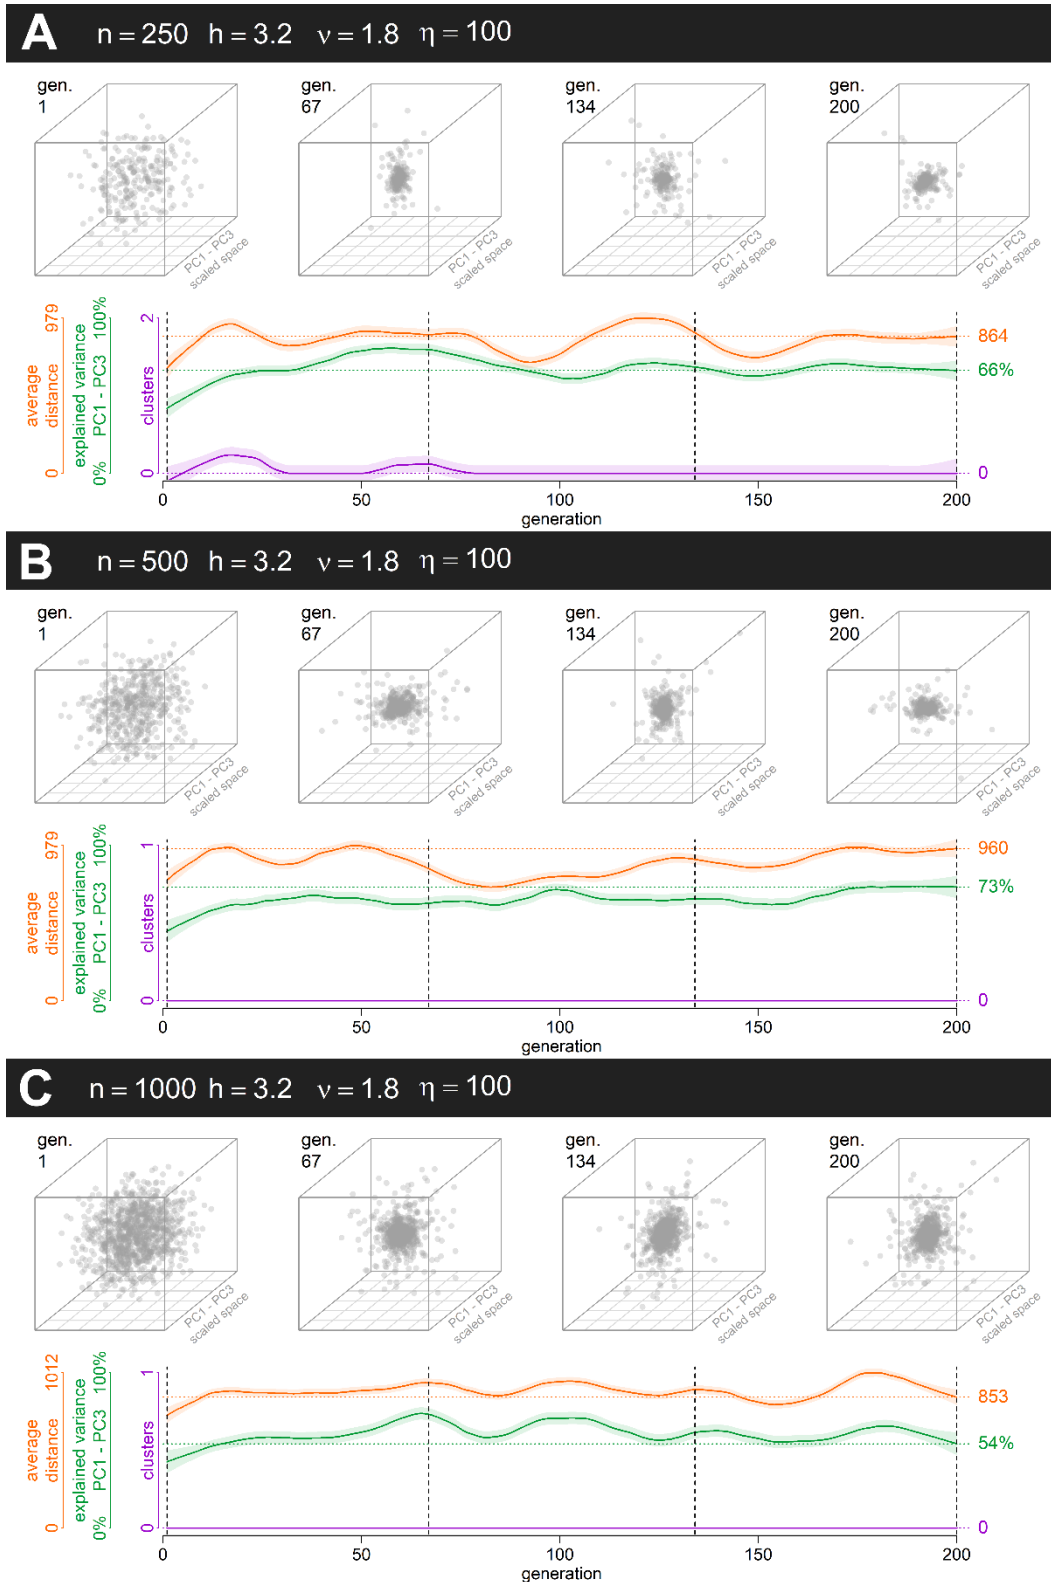 A n = 250 h = 3.2 ν = 1.8 η = 100
gen. 1
gen. 67
gen. 134
gen. 200
PC1 - PC3 scaled space
PC1 - PC3 scaled space
PC1 - PC3 scaled space
PC1 - PC3 scaled space
average distance
0 979
explained variance PC1 - PC3
0% 100%
clusters
0 2
864
66%
0
0 50 100 150 200
generation
B n = 500 h = 3.2 ν = 1.8 η = 100
gen. 1
gen. 67
gen. 134
gen. 200
PC1 - PC3 scaled space
PC1 - PC3 scaled space
PC1 - PC3 scaled space
PC1 - PC3 scaled space
average distance
0 979
explained variance PC1 - PC3
0% 100%
clusters
0 1
960
73%
0
0 50 100 150 200
generation
C n = 1000 h = 3.2 ν = 1.8 η = 100
gen. 1
gen. 67
gen. 134
gen. 200
PC1 - PC3 scaled space
PC1 - PC3 scaled space
PC1 - PC3 scaled space
PC1 - PC3 scaled space
average distance
0 1012
explained variance PC1 - PC3
0% 100%
clusters
0 1
853
54%
0
0 50 100 150 200
generation